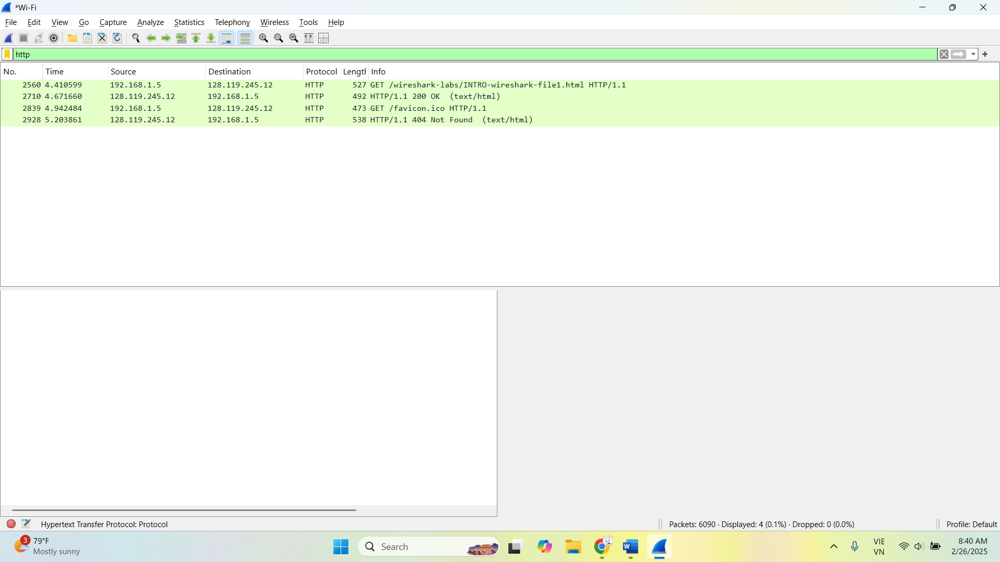 *Wi-Fi
File Edit View Go Capture Analyze Statistics Telephony Wireless Tools Help
http
No. Time Source Destination Protocol Length Info
2560 4.410599 192.168.1.5 128.119.245.12 HTTP 527 GET /wireshark-labs/INTRO-wireshark-file1.html HTTP/1.1
2710 4.671660 128.119.245.12 192.168.1.5 HTTP 492 HTTP/1.1 200 OK (text/html)
2839 4.942484 192.168.1.5 128.119.245.12 HTTP 473 GET /favicon.ico HTTP/1.1
2928 5.203861 128.119.245.12 192.168.1.5 HTTP 538 HTTP/1.1 404 Not Found (text/html)
Hypertext Transfer Protocol: Protocol
Packets: 6090 · Displayed: 4 (0.1%) · Dropped: 0 (0.0%)
Profile: Default
3
79°F
Mostly sunny
Search
VIE
VN
8:40 AM
2/26/2025